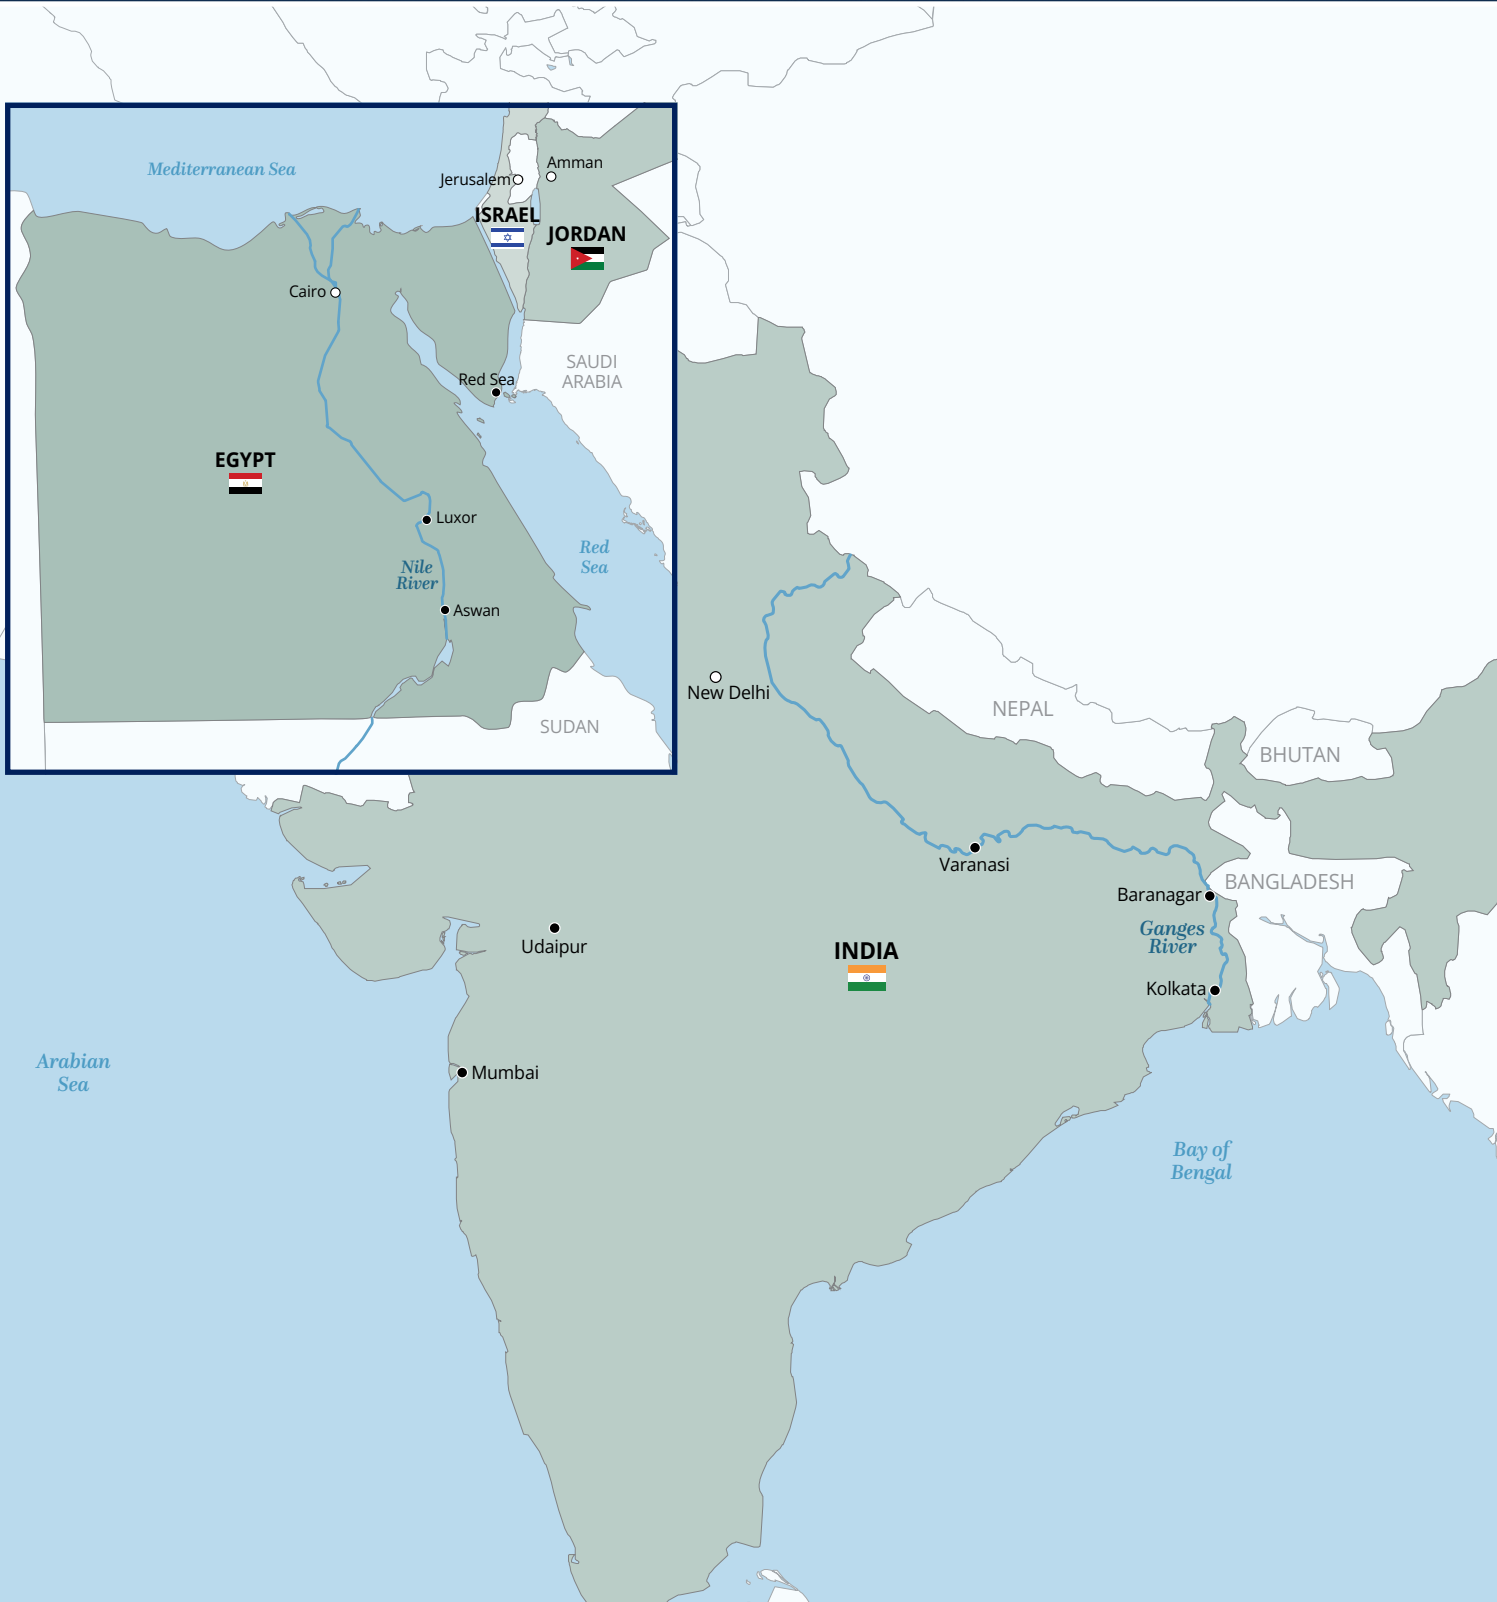 Mediterranean Sea
Amman
Jerusalem
ISRAEL
JORDAN
Cairo
SAUDI
ARABIA
Red Sea
EGYPT
Luxor
Red
Sea
Nile
River
Aswan
SUDAN
New Delhi
NEPAL
BHUTAN
Varanasi
BANGLADESH
Baranagar
Ganges
River
Udaipur
INDIA
Kolkata
Arabian
Sea
Mumbai
Bay of
Bengal